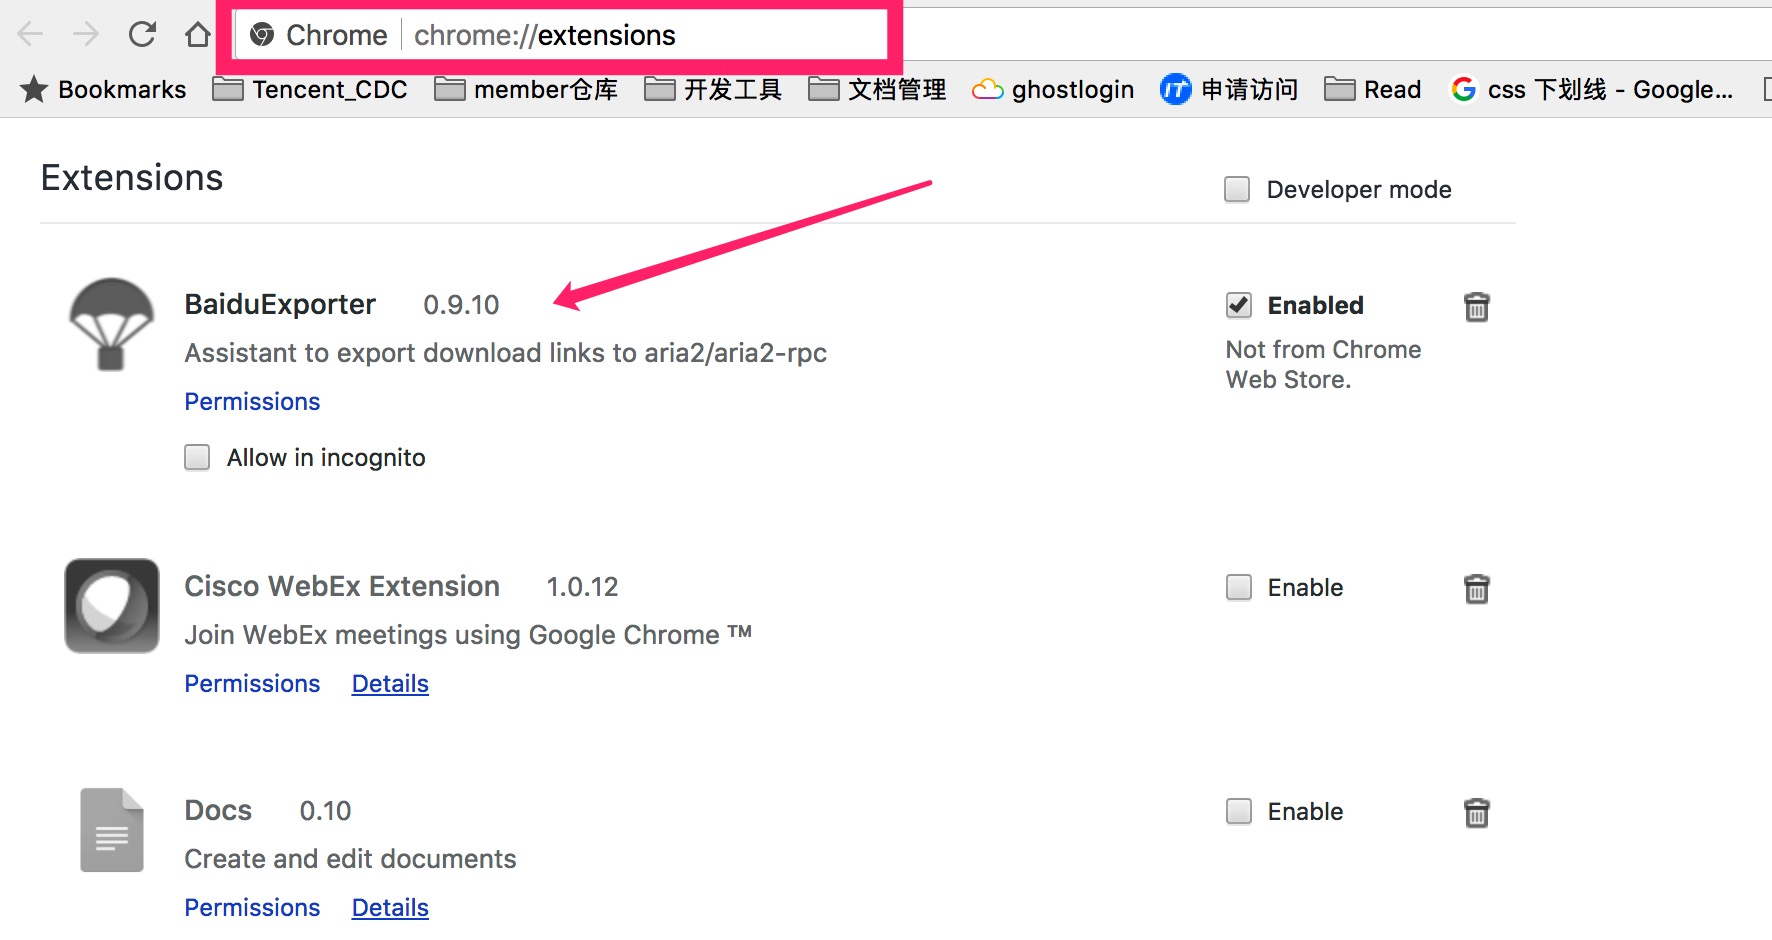 Chrome chrome://extensions
Bookmarks Tencent_CDC member仓库 开发工具 文档管理 ghostlogin IT 申请访问 Read G css 下划线 - Google...
Extensions
Developer mode
BaiduExporter 0.9.10
Enabled
Assistant to export download links to aria2/aria2-rpc
Not from Chrome
Web Store.
Permissions
Allow in incognito
Cisco WebEx Extension 1.0.12
Enable
Join WebEx meetings using Google Chrome ™
Permissions Details
Docs 0.10
Enable
Create and edit documents
Permissions Details